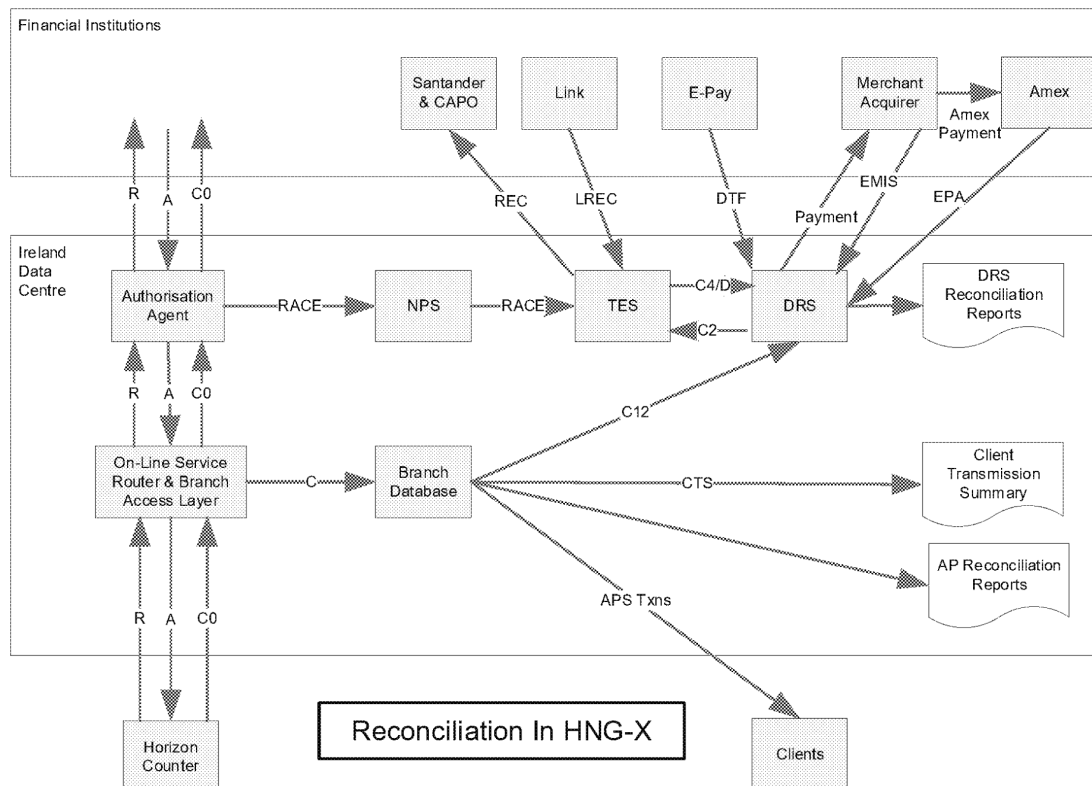 Financial Institutions
Santander
& CAPO
Link
E-Pay
Merchant
Acquirer
Amex
Amex
Payment
R
A
C0
REC
LREC
DTF
Payment
EMIS
EPA
Ireland
Data
Centre
Authorisation
Agent
RACE
NPS
RACE
TES
C4/D
C2
DRS
DRS
Reconciliation
Reports
R
A
C0
C12
On-Line Service
Router & Branch
Access Layer
C
Branch
Database
CTS
Client
Transmission
Summary
AP Reconciliation
Reports
APS Txns
R
A
C0
Reconciliation In HNG-X
Horizon
Counter
Clients